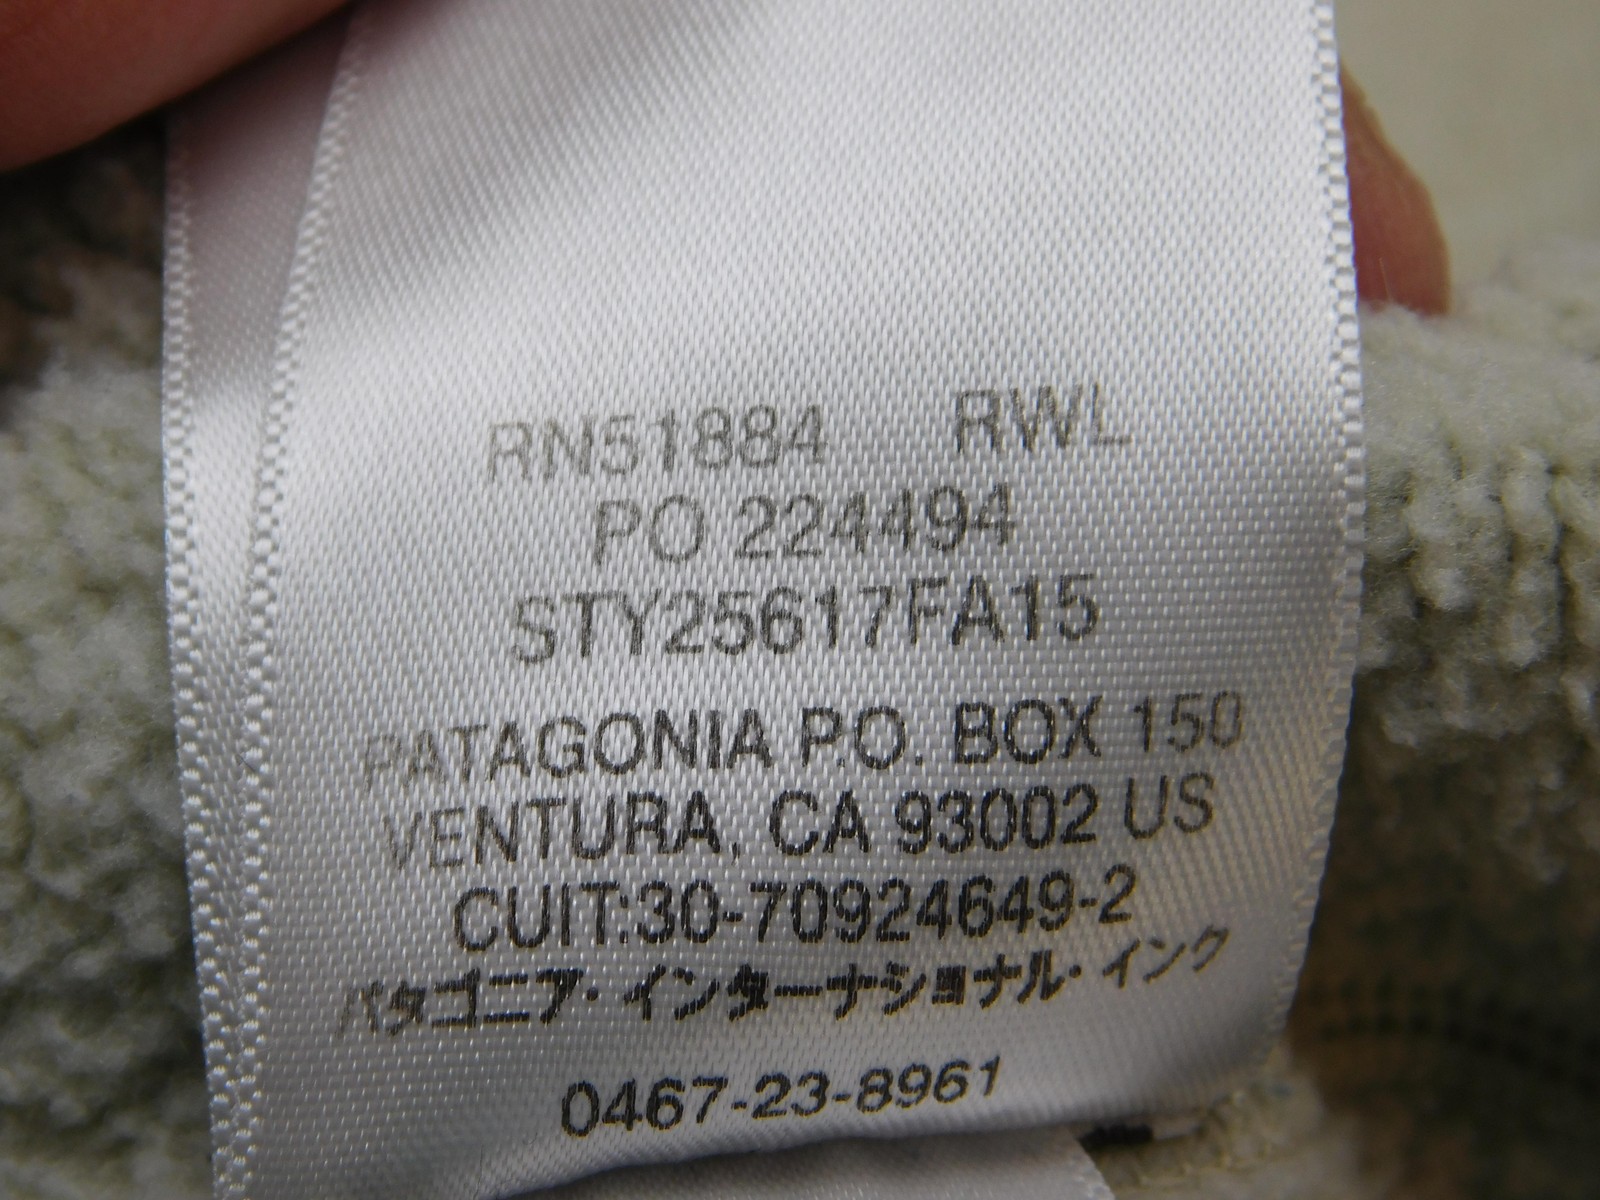 RN51884 RWL
PO 224494
STY25617FA15
PATAGONIA P.O. BOX 150
VENTURA, CA 93002 US
CUIT:30-70924649-2
パタゴニア・インターナショナル・インク
0467-23-8961